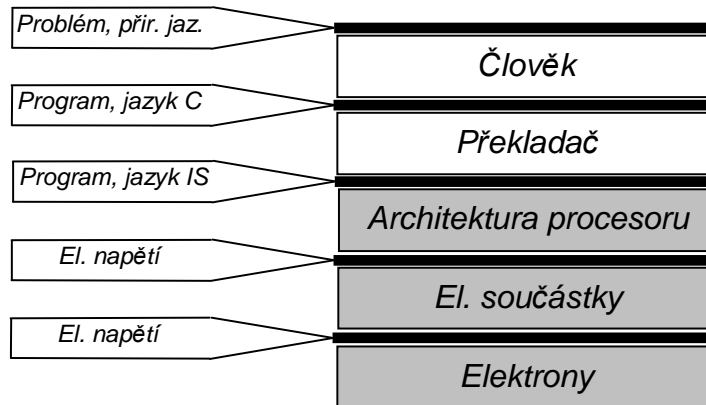 Problém, přir. jaz.
Člověk
Program, jazyk C
Překladač
Program, jazyk IS
Architektura procesoru
El. napětí
El. součástky
El. napětí
Elektrony